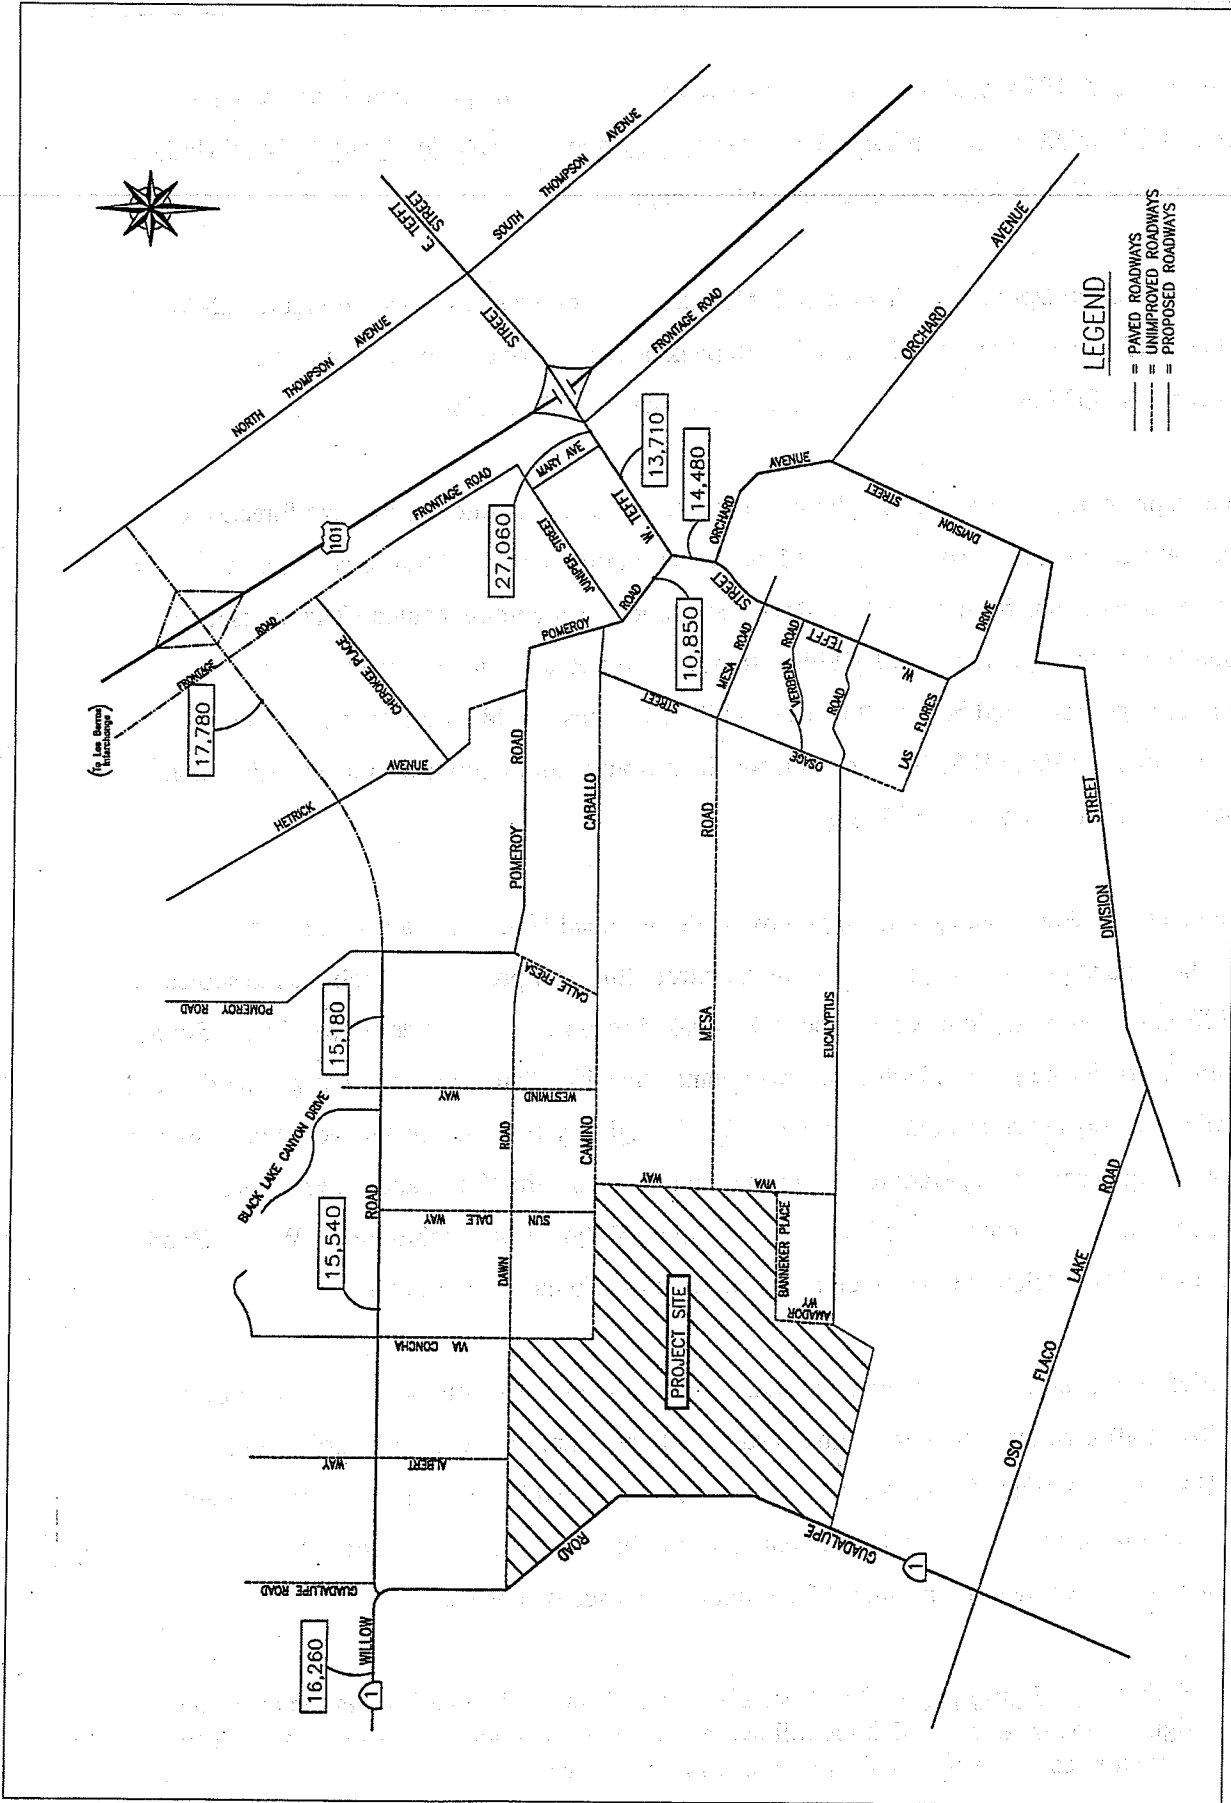 (To Los Berros
Interchange)
FRONTAGE
ROAD
17,780
HETRICK
AVENUE
CHEROKEE PLACE
101
NORTH THOMPSON AVENUE
FRONTAGE ROAD
E. TEFFT
STREET
STREET
SOUTH THOMPSON AVENUE
27,060
MARY AVE
JUNIPER STREET
W. TEFFT
13,710
FRONTAGE ROAD
14,480
ORCHARD
AVENUE
ORCHARD
AVENUE
POMEROY
ROAD
10,850
STREET
MESA ROAD
VERBENA ROAD
W. TEFFT
ROAD
OSAGE
STREET
LAS FLORES
DRIVE
DIVISION
STREET
DIVISION
STREET
POMEROY ROAD
POMEROY
ROAD
CABALLO
CALLE FRESA
MESA
ROAD
EUCALYPTUS
15,180
WESTWIND
WAY
BLACK LAKE CANYON DRIVE
ROAD
15,540
SUN DALE WAY
DAWN
ROAD
CAMINO
VIVA
WAY
BANNEKER PLACE
AMADOR
WY
VIA CONCHA
PROJECT SITE
ALBERT
WAY
GUADALUPE ROAD
WILLOW
16,260
1
ROAD
GUADALUPE
1
OSO
FLACO
LAKE
ROAD
LEGEND
= PAVED ROADWAYS
= UNIMPROVED ROADWAYS
= PROPOSED ROADWAYS